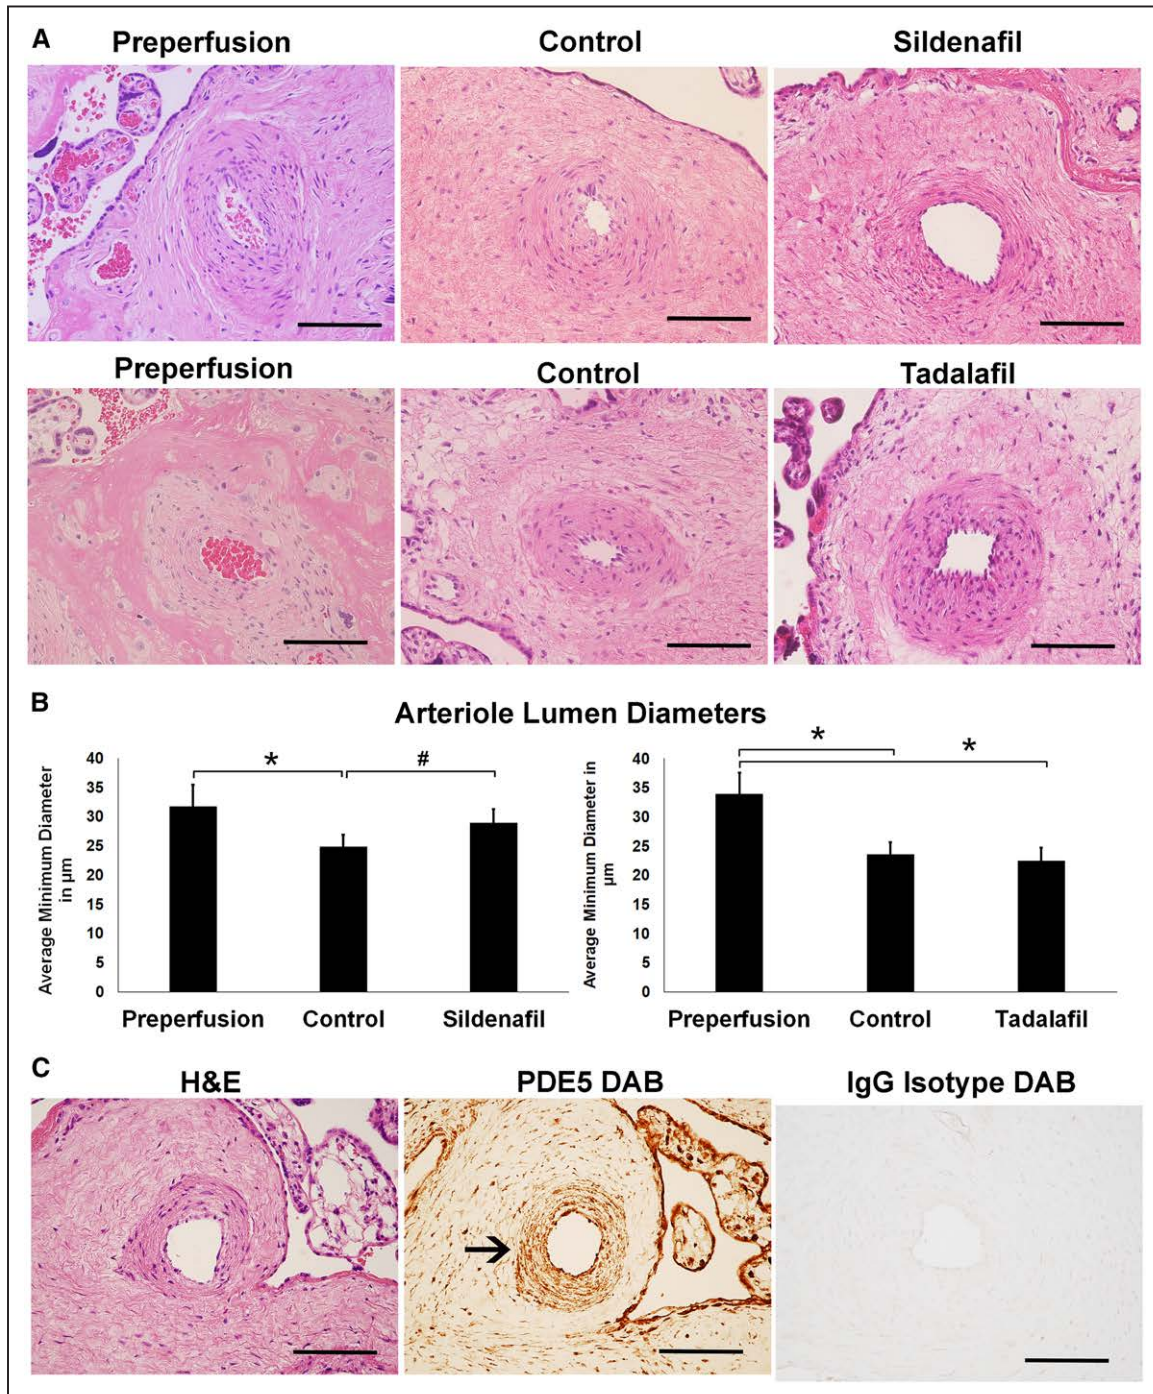 A
Preperfusion
Control
Sildenafil
Preperfusion
Control
Tadalafil
B
Arteriole Lumen Diameters
Average Minimum Diameter
in µm
40
35
30
25
20
15
10
5
0
*
#
Preperfusion
Control
Sildenafil
Average Minimum Diameter in
µm
40
35
30
25
20
15
10
5
0
*
*
Preperfusion
Control
Tadalafil
C
H&E
PDE5 DAB
IgG Isotype DAB